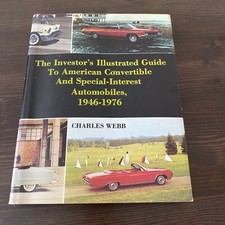 The Investor's Illustrated Guide
To American Convertible
And Special-Interest
Automobiles,
1946-1976
CHARLES WEBB